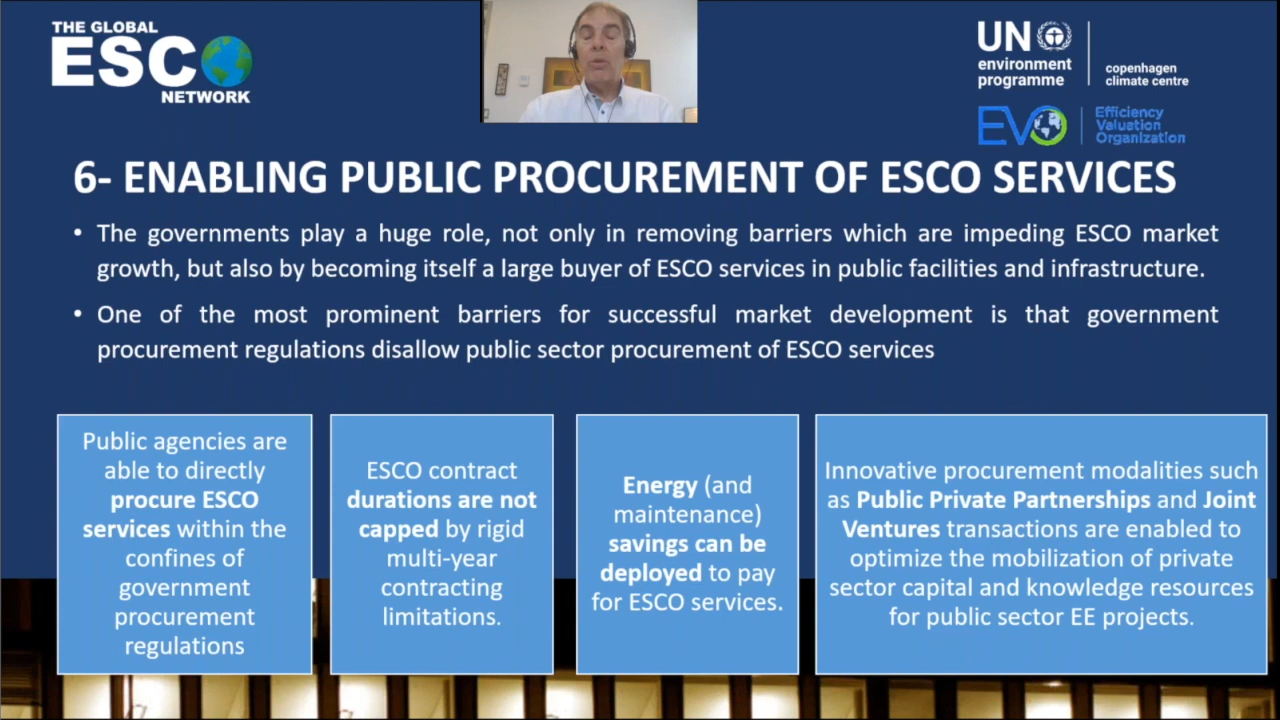 THE GLOBAL
ESCO
NETWORK
UN
environment
programme
copenhagen
climate centre
EVO
Efficiency
Valuation
Organization
6- ENABLING PUBLIC PROCUREMENT OF ESCO SERVICES
• The governments play a huge role, not only in removing barriers which are impeding ESCO market
growth, but also by becoming itself a large buyer of ESCO services in public facilities and infrastructure.
• One of the most prominent barriers for successful market development is that government
procurement regulations disallow public sector procurement of ESCO services
Public agencies are
able to directly
procure ESCO
services within the
confines of
government
procurement
regulations
ESCO contract
durations are not
capped by rigid
multi-year
contracting
limitations.
Energy (and
maintenance)
savings can be
deployed to pay
for ESCO services.
Innovative procurement modalities such
as Public Private Partnerships and Joint
Ventures transactions are enabled to
optimize the mobilization of private
sector capital and knowledge resources
for public sector EE projects.